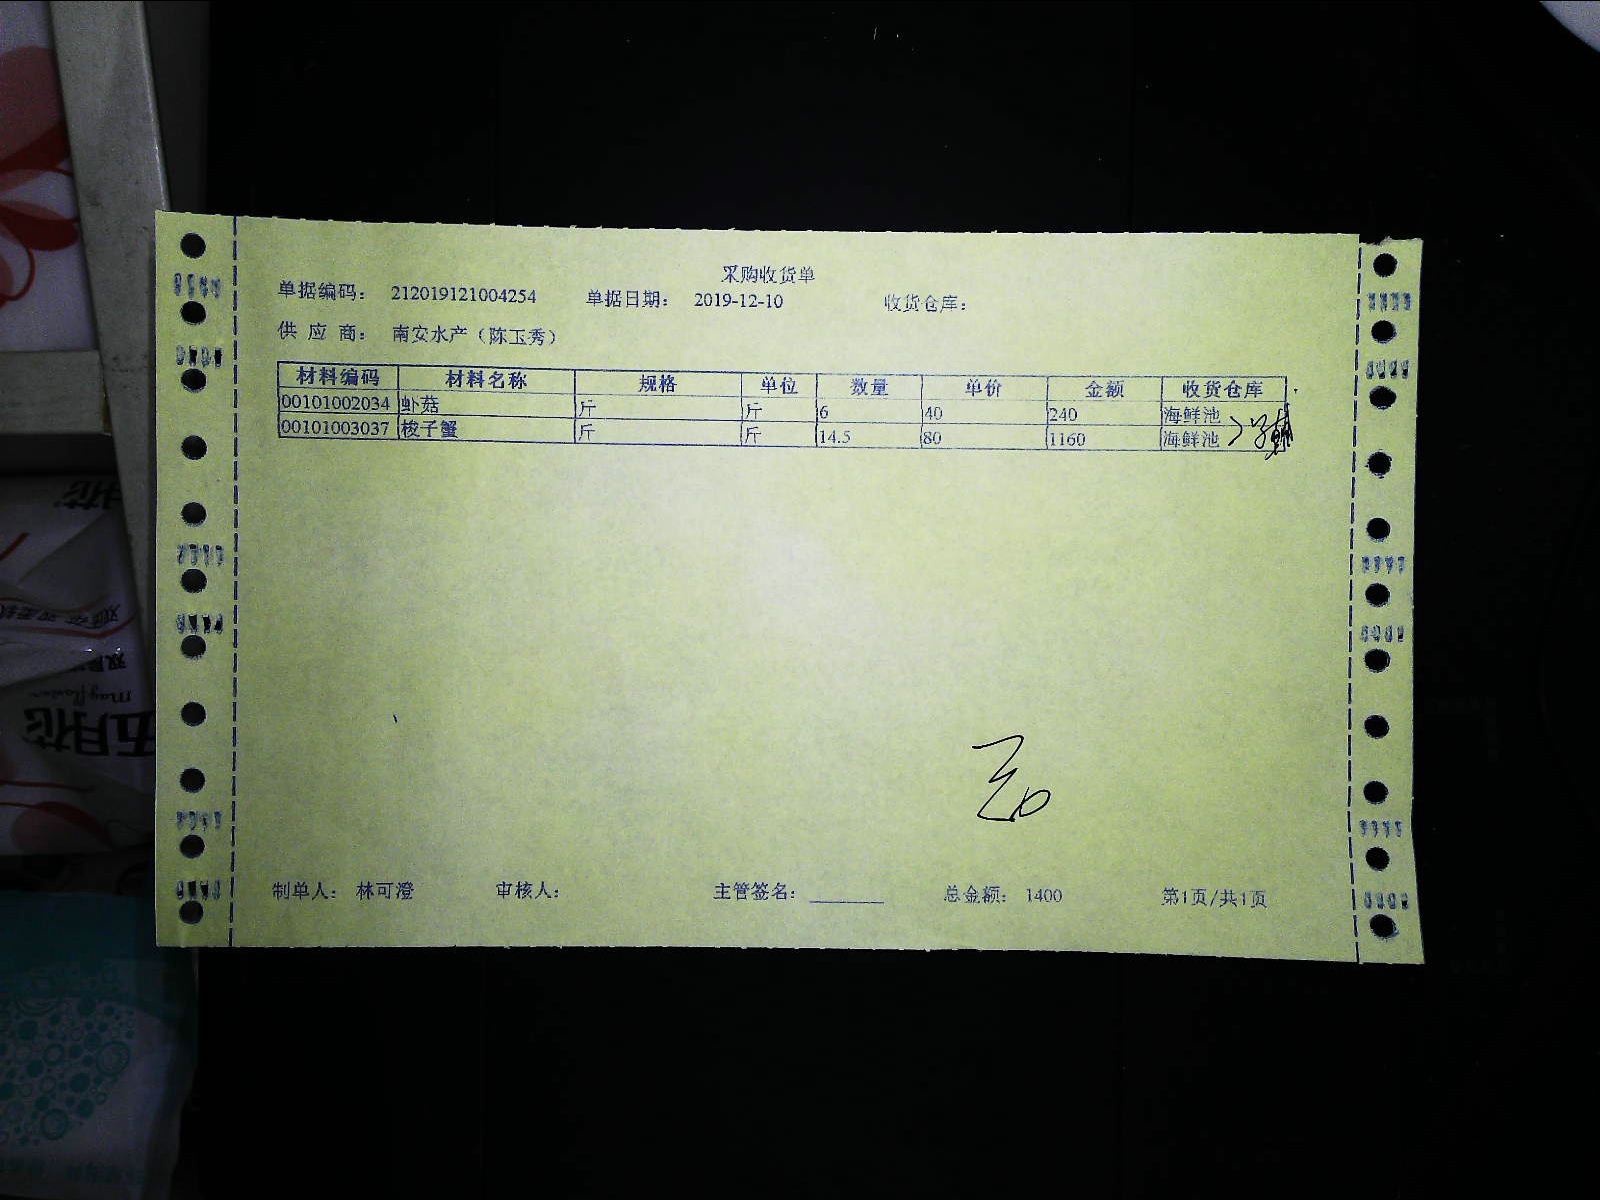 采购收货单
单据编码： 212019121004254 单据日期： 2019-12-10 收货仓库：
供 应 商： 南安水产（陈玉秀）
材料编码 材料名称 规格 单位 数量 单价 金额 收货仓库
00101002034 虾菇 斤 斤 6 40 240 海鲜池
00101003037 梭子蟹 斤 斤 14.5 80 1160 海鲜池
制单人： 林可澄 审核人： 主管签名： 总金额： 1400 第1页/共1页
五月花
mayflower